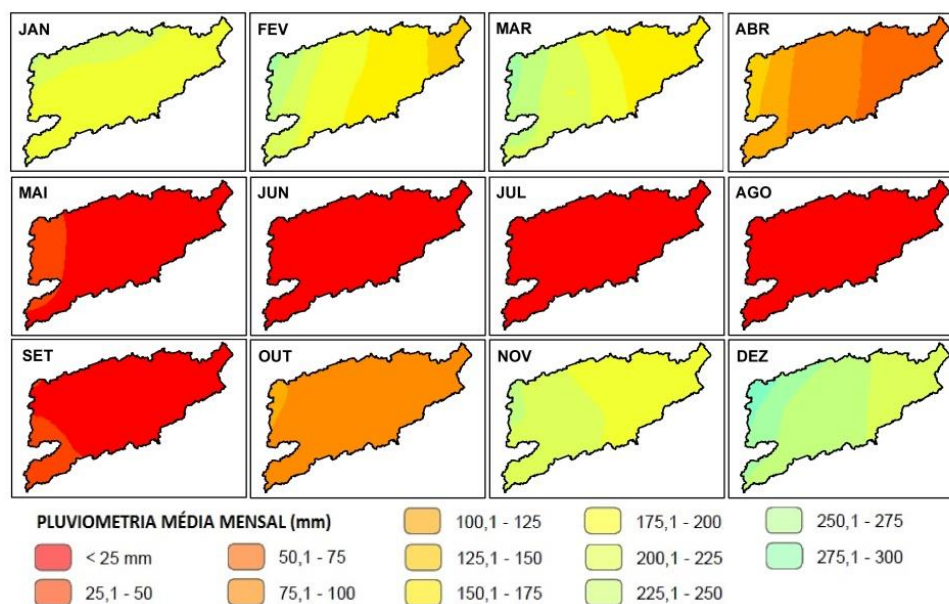 JAN FEV MAR ABR
MAI JUN JUL AGO
SET OUT NOV DEZ
PLUVIOMETRIA MÉDIA MENSAL (mm)
100,1 - 125 175,1 - 200 250,1 - 275
< 25 mm 50,1 - 75 125,1 - 150 200,1 - 225 275,1 - 300
25,1 - 50 75,1 - 100 150,1 - 175 225,1 - 250